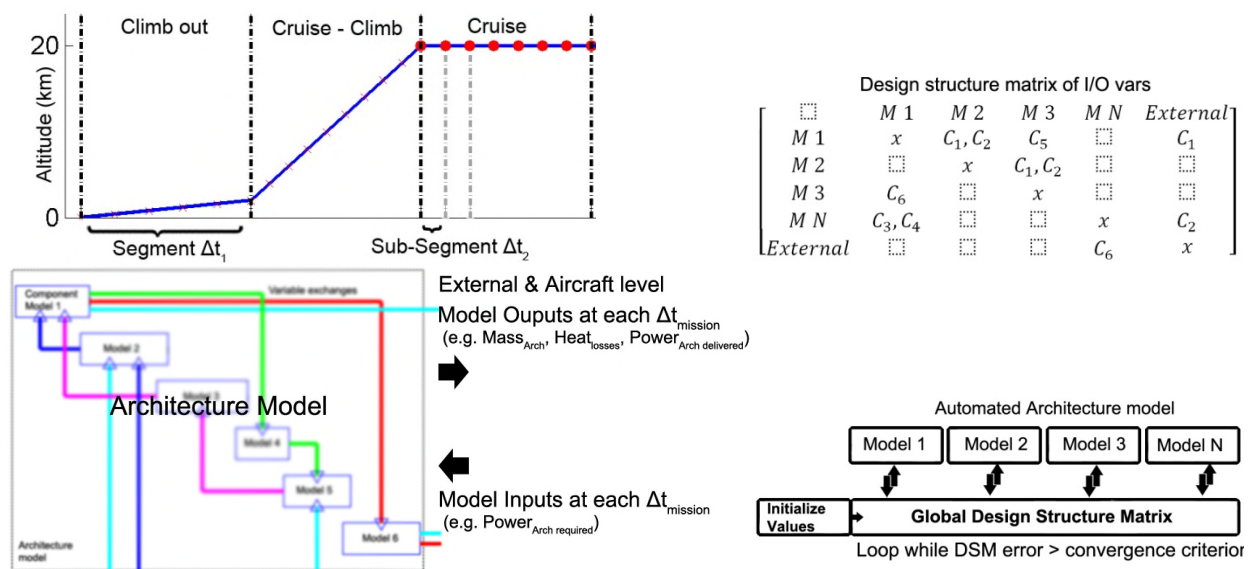 Climb out
Cruise - Climb
Cruise
20
Altitude (km)
0
Segment Δt1
Sub-Segment Δt2
Component
Model 1
Variable exchanges
Model 2
Model 3
Architecture Model
Model 4
Model 5
Model 6
Architecture
model
External & Aircraft level
Model Ouputs at each Δtmission
(e.g. MassArch, Heatlosses, PowerArch delivered)
Model Inputs at each Δtmission
(e.g. PowerArch required)
Design structure matrix of I/O vars
M 1 M 2 M 3 M N External
M 1 x C1, C2 C5 C1
M 2 x C1, C2
M 3 C6 x
M N C3, C4 x C2
External C6 x
Automated Architecture model
Model 1 Model 2 Model 3 Model N
Initialize
Values
Global Design Structure Matrix
Loop while DSM error > convergence criterion